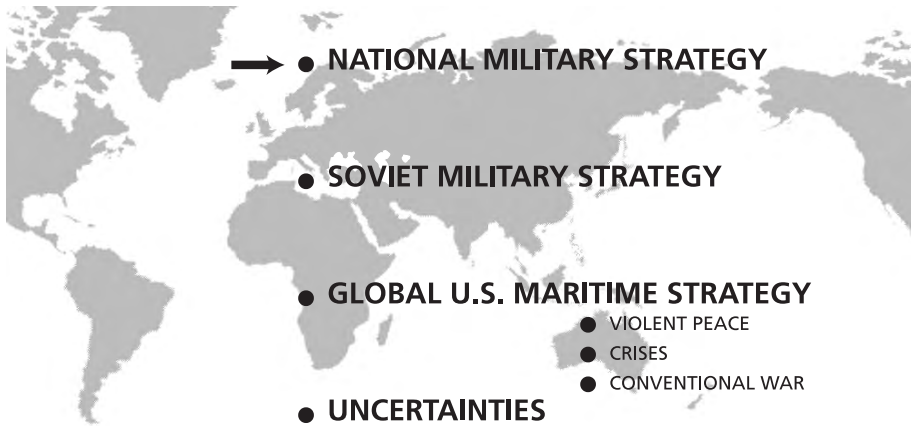 NATIONAL MILITARY STRATEGY
SOVIET MILITARY STRATEGY
GLOBAL U.S. MARITIME STRATEGY
VIOLENT PEACE
CRISES
CONVENTIONAL WAR
UNCERTAINTIES